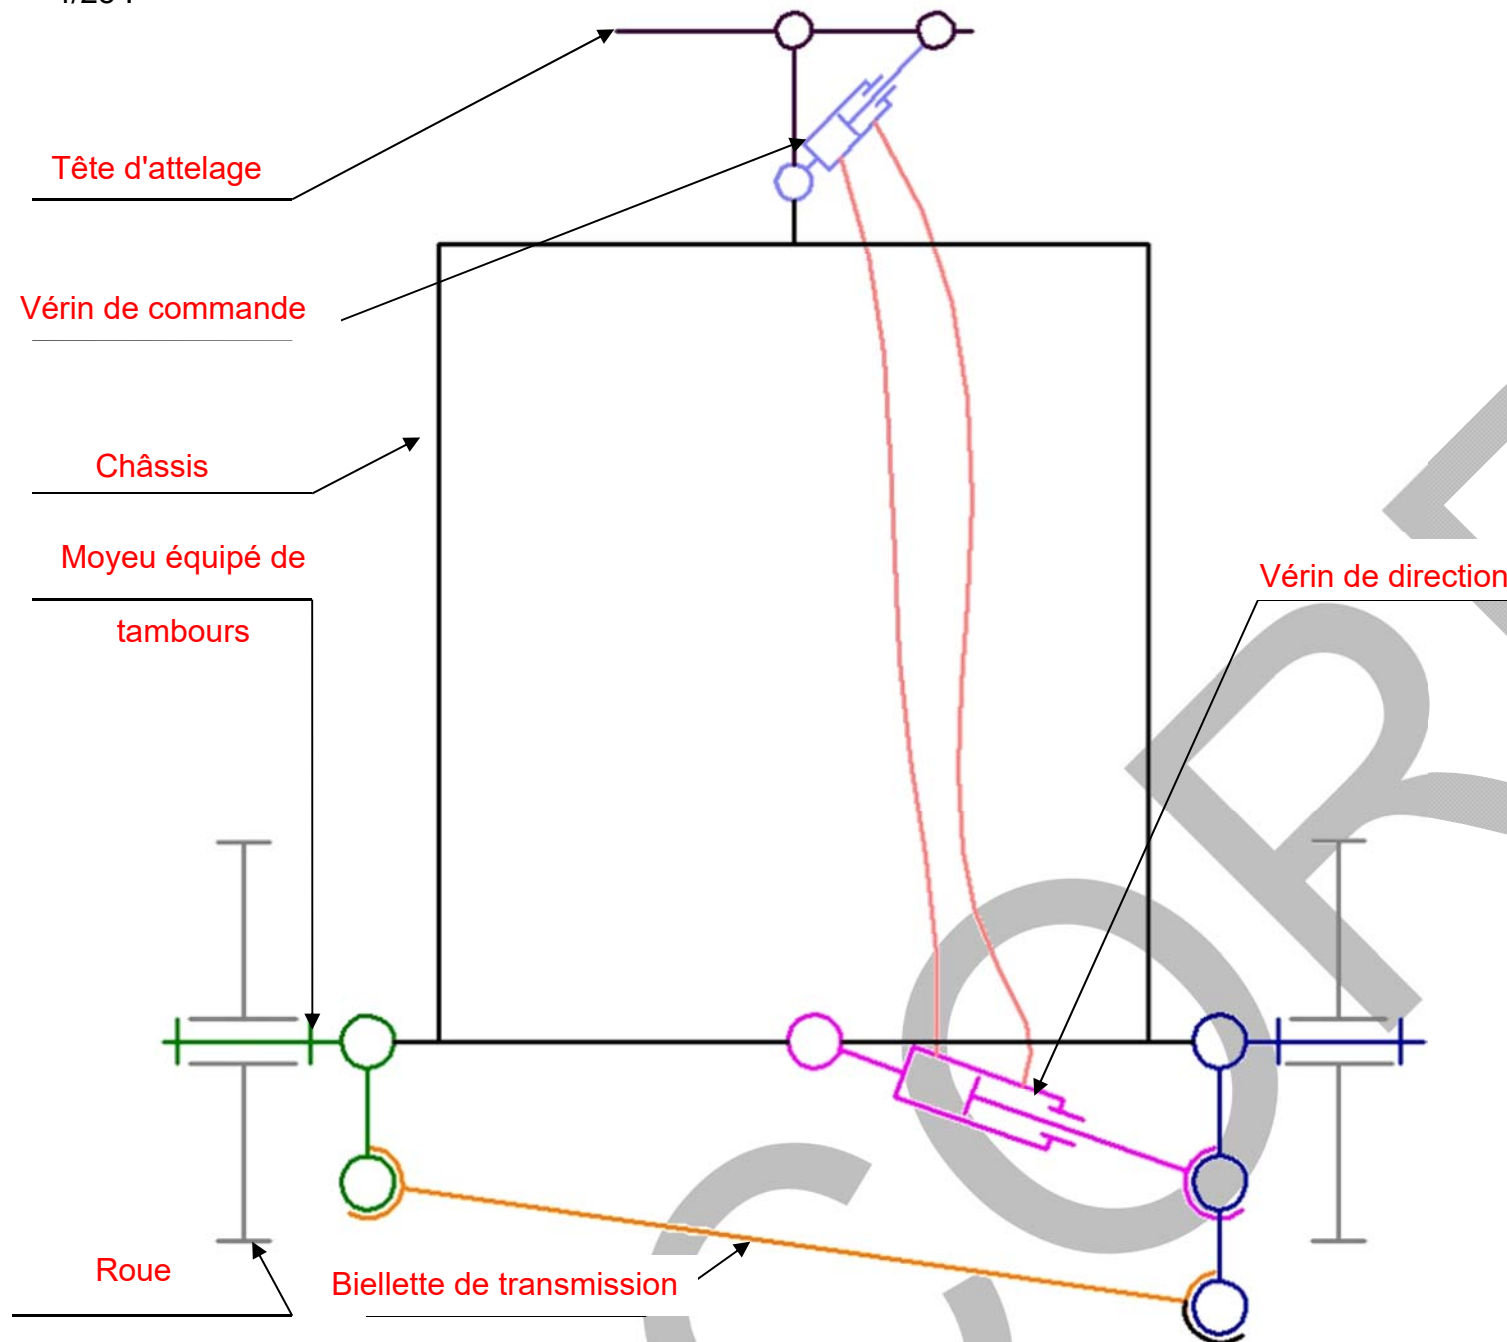 Tête d'attelage
Vérin de commande
Châssis
Moyeu équipé de
tambours
Vérin de direction
Roue
Biellette de transmission